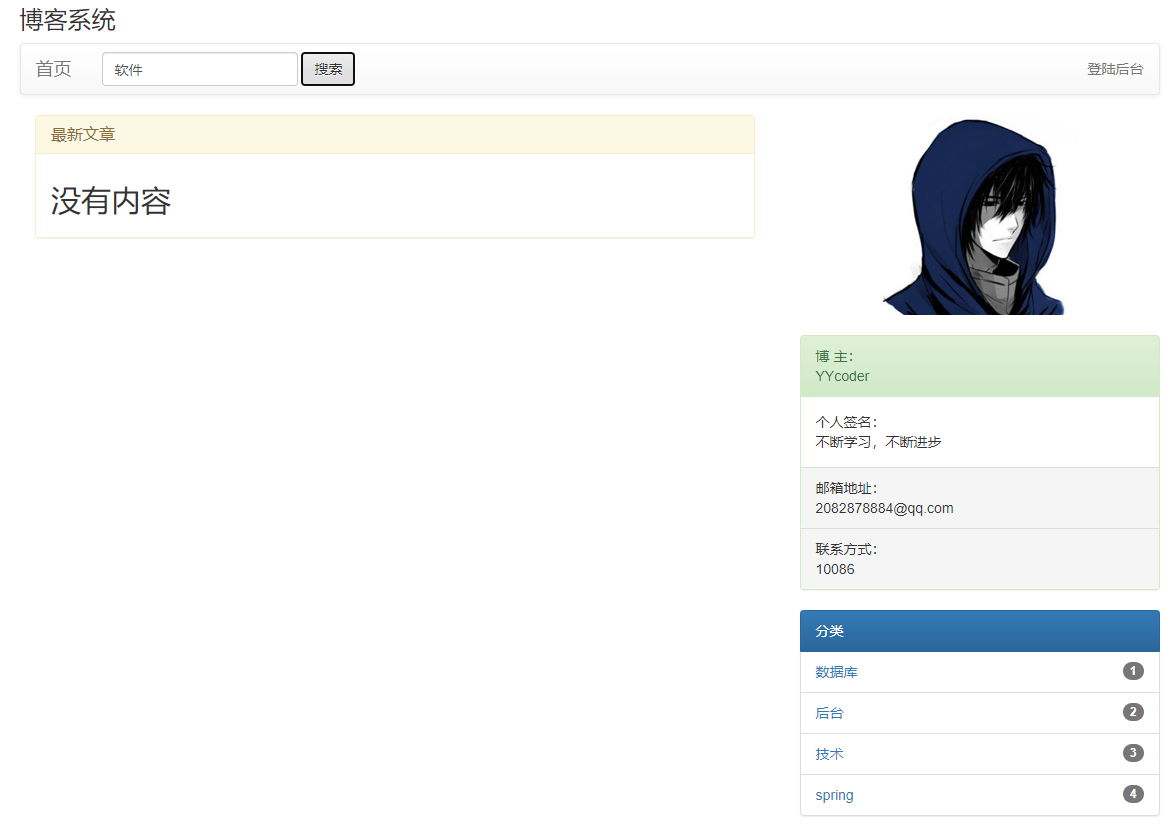 博客系统
首页 软件 搜索 登陆后台
最新文章
没有内容
博 主：
YYcoder
个人签名：
不断学习，不断进步
邮箱地址：
2082878884@qq.com
联系方式：
10086
分类
数据库 1
后台 2
技术 3
spring 4